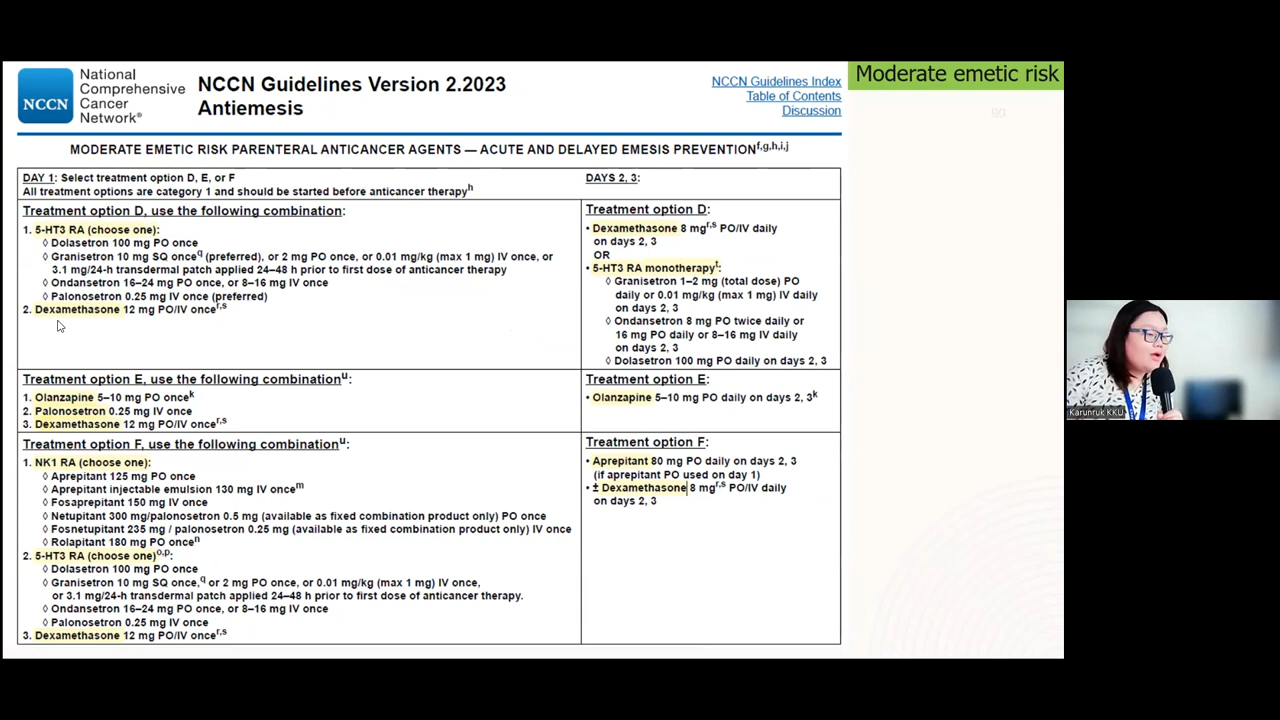 National
Comprehensive
Cancer
Network®
NCCN
NCCN Guidelines Version 2.2023
Antiemesis
NCCN Guidelines Index
Table of Contents
Discussion
Moderate emetic risk
MODERATE EMETIC RISK PARENTERAL ANTICANCER AGENTS — ACUTE AND DELAYED EMESIS PREVENTIONf,g,h,i,j
DAY 1: Select treatment option D, E, or F
All treatment options are category 1 and should be started before anticancer therapyh
DAYS 2, 3:
Treatment option D, use the following combination:
1. 5-HT3 RA (choose one):
◊ Dolasetron 100 mg PO once
◊ Granisetron 10 mg SQ onceq (preferred), or 2 mg PO once, or 0.01 mg/kg (max 1 mg) IV once, or
3.1 mg/24-h transdermal patch applied 24–48 h prior to first dose of anticancer therapy
◊ Ondansetron 16–24 mg PO once, or 8–16 mg IV once
◊ Palonosetron 0.25 mg IV once (preferred)
2. Dexamethasone 12 mg PO/IV oncer,s
Treatment option D:
• Dexamethasone 8 mgr,s PO/IV daily
on days 2, 3
OR
• 5-HT3 RA monotherapyt:
◊ Granisetron 1–2 mg (total dose) PO
daily or 0.01 mg/kg (max 1 mg) IV daily
on days 2, 3
◊ Ondansetron 8 mg PO twice daily or
16 mg PO daily or 8–16 mg IV daily
on days 2, 3
◊ Dolasetron 100 mg PO daily on days 2, 3
Treatment option E, use the following combinationu:
1. Olanzapine 5–10 mg PO oncek
2. Palonosetron 0.25 mg IV once
3. Dexamethasone 12 mg PO/IV oncer,s
Treatment option E:
• Olanzapine 5–10 mg PO daily on days 2, 3k
Treatment option F, use the following combinationu:
1. NK1 RA (choose one):
◊ Aprepitant 125 mg PO once
◊ Aprepitant injectable emulsion 130 mg IV oncem
◊ Fosaprepitant 150 mg IV once
◊ Netupitant 300 mg/palonosetron 0.5 mg (available as fixed combination product only) PO once
◊ Fosnetupitant 235 mg / palonosetron 0.25 mg (available as fixed combination product only) IV once
◊ Rolapitant 180 mg PO oncen
2. 5-HT3 RA (choose one)o,p:
◊ Dolasetron 100 mg PO once
◊ Granisetron 10 mg SQ once,q or 2 mg PO once, or 0.01 mg/kg (max 1 mg) IV once,
or 3.1 mg/24-h transdermal patch applied 24–48 h prior to first dose of anticancer therapy.
◊ Ondansetron 16–24 mg PO once, or 8–16 mg IV once
◊ Palonosetron 0.25 mg IV once
3. Dexamethasone 12 mg PO/IV oncer,s
Treatment option F:
• Aprepitant 80 mg PO daily on days 2, 3
(if aprepitant PO used on day 1)
• ± Dexamethasone 8 mgr,s PO/IV daily
on days 2, 3
Karunruk KKU